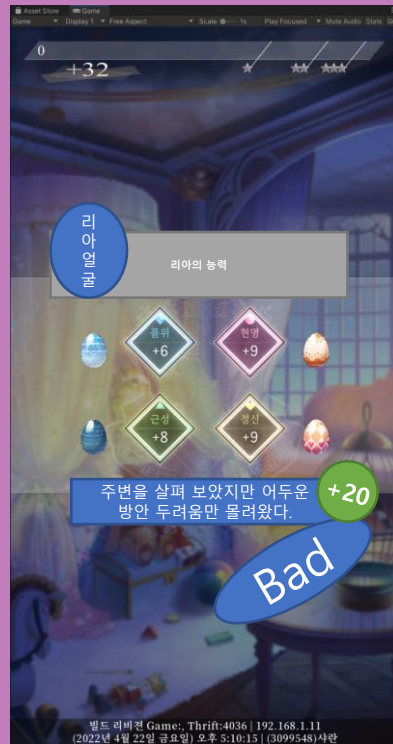 Asset Store Game
Game Display 1 Free Aspect Scale 1x Play Focused Mute Audio Stats
0
+32
리아얼굴
리아의 능력
품위
+6
현명
+9
근성
+8
정신
+9
주변을 살펴 보았지만 어두운
방안 두려움만 몰려왔다.
+20
Bad
빌드 리비전 Game:, Thrift:4036 | 192.168.1.11
(2022년 4월 22일 금요일) 오후 5:10:15 | (3099548)샤란